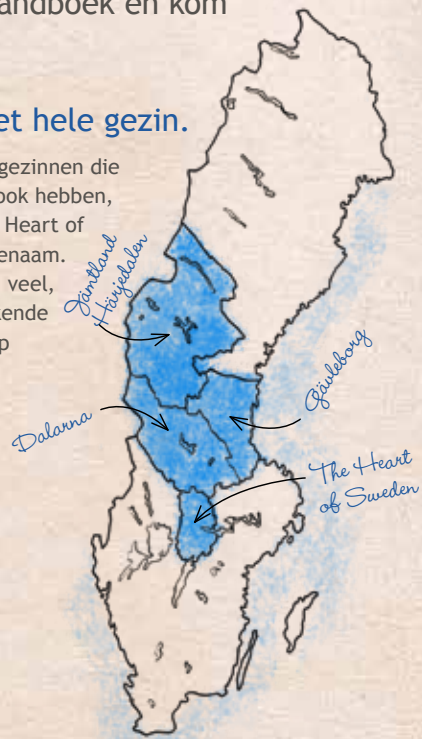 andboek en kom
et hele gezin.
gezinnen die
ook hebben,
Heart of
enaam.
veel,
kende
p
Jämtland
Härjedalen
Gävleborg
Dalarna
The Heart
of Sweden